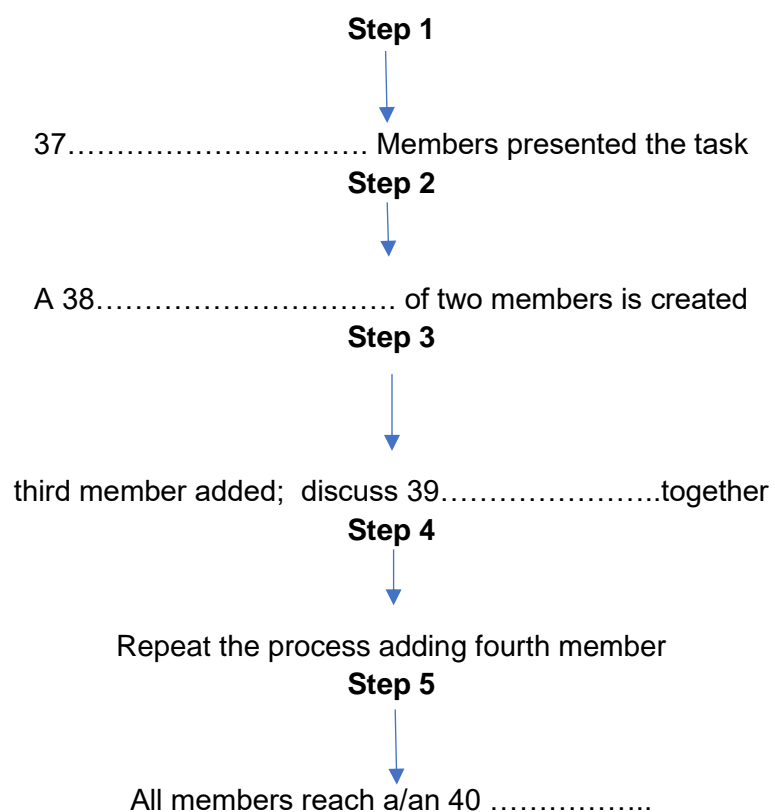 Step 1
37…………………………. Members presented the task
Step 2
A 38…………………………. of two members is created
Step 3
third member added;  discuss 39…………………..together
Step 4
Repeat the process adding fourth member
Step 5
All members reach a/an 40 ……………..